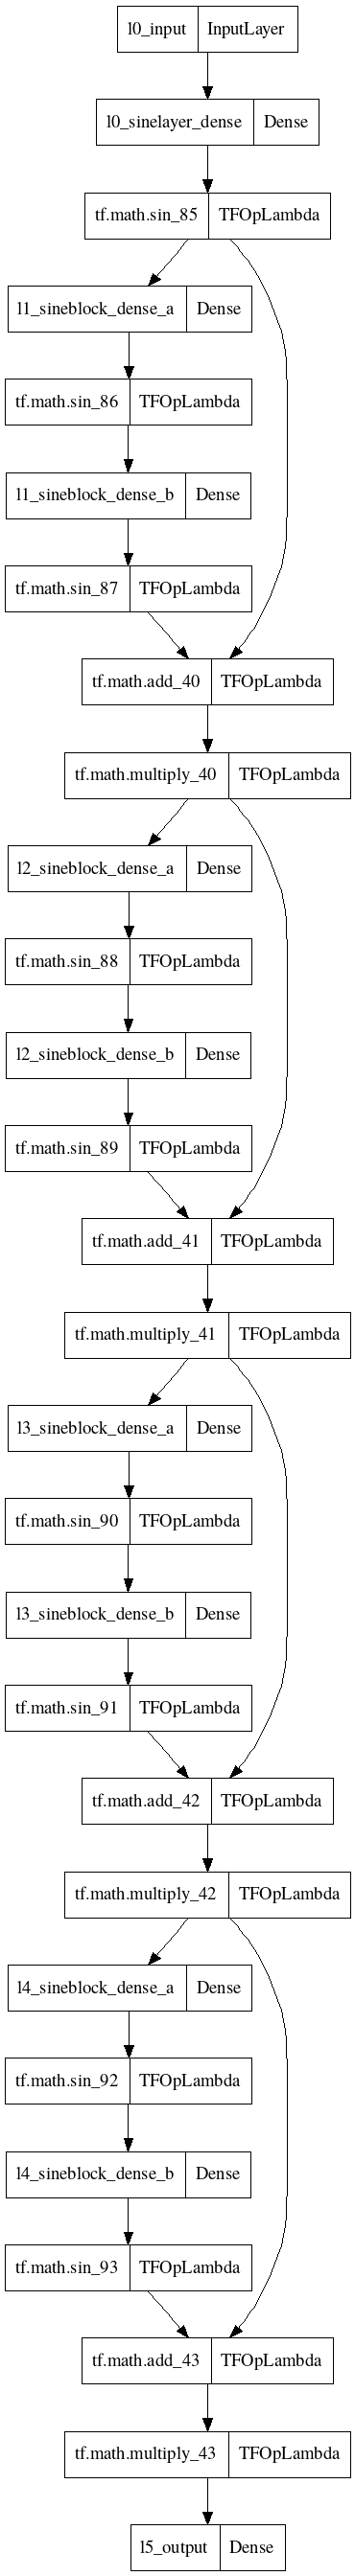 l0_input InputLayer
l0_sinelayer_dense Dense
tf.math.sin_85 TFOpLambda
l1_sineblock_dense_a Dense
tf.math.sin_86 TFOpLambda
l1_sineblock_dense_b Dense
tf.math.sin_87 TFOpLambda
tf.math.add_40 TFOpLambda
tf.math.multiply_40 TFOpLambda
l2_sineblock_dense_a Dense
tf.math.sin_88 TFOpLambda
l2_sineblock_dense_b Dense
tf.math.sin_89 TFOpLambda
tf.math.add_41 TFOpLambda
tf.math.multiply_41 TFOpLambda
l3_sineblock_dense_a Dense
tf.math.sin_90 TFOpLambda
l3_sineblock_dense_b Dense
tf.math.sin_91 TFOpLambda
tf.math.add_42 TFOpLambda
tf.math.multiply_42 TFOpLambda
l4_sineblock_dense_a Dense
tf.math.sin_92 TFOpLambda
l4_sineblock_dense_b Dense
tf.math.sin_93 TFOpLambda
tf.math.add_43 TFOpLambda
tf.math.multiply_43 TFOpLambda
l5_output Dense